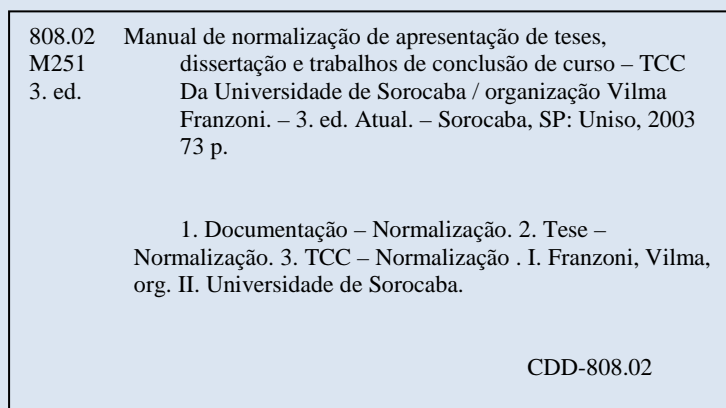 808.02 Manual de normalização de apresentação de teses,
M251 dissertação e trabalhos de conclusão de curso – TCC
3. ed. Da Universidade de Sorocaba / organização Vilma
Franzoni. – 3. ed. Atual. – Sorocaba, SP: Uniso, 2003
73 p.
1. Documentação – Normalização. 2. Tese –
Normalização. 3. TCC – Normalização . I. Franzoni, Vilma,
org. II. Universidade de Sorocaba.
CDD-808.02